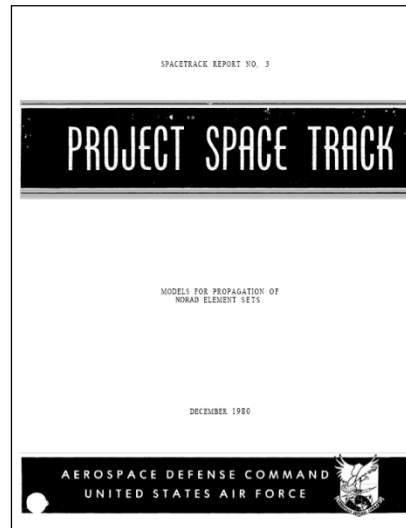 SPACETRACK REPORT NO. 3
PROJECT SPACE TRACK
MODELS FOR PROPAGATION OF
NORAD ELEMENT SETS
DECEMBER 1980
AEROSPACE DEFENSE COMMAND
UNITED STATES AIR FORCE